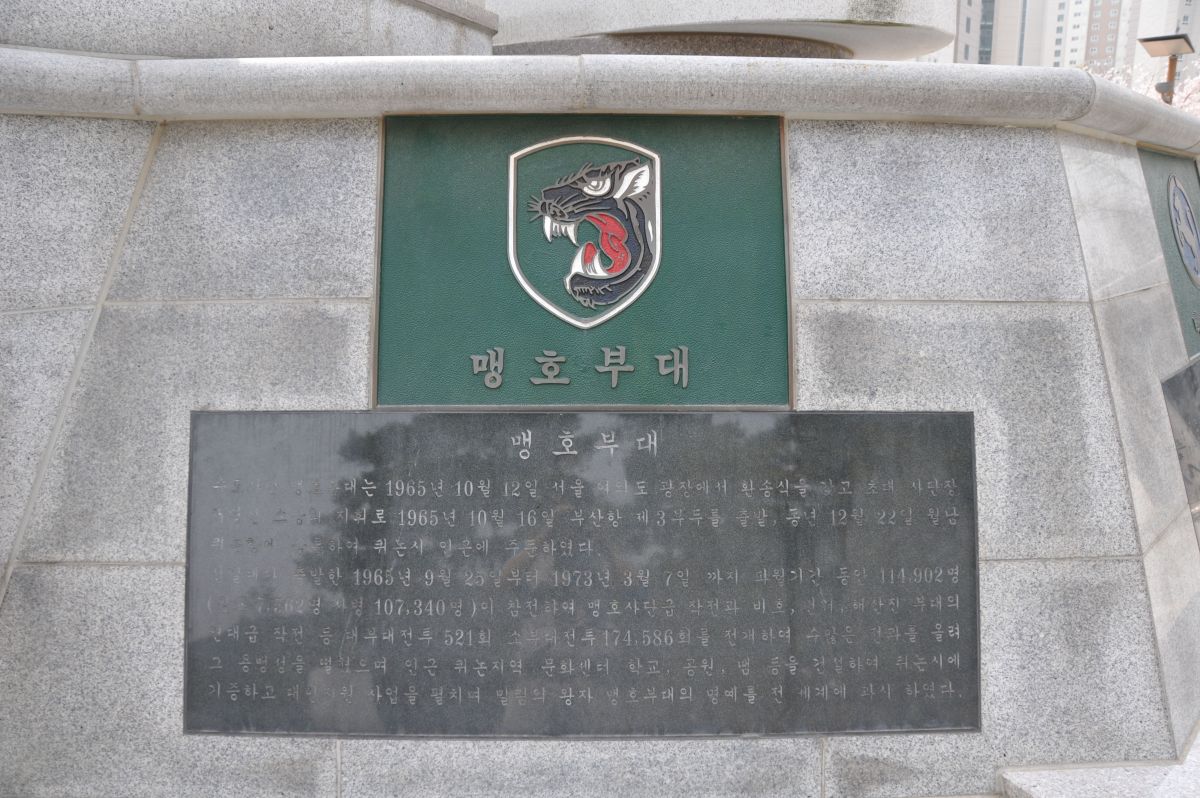 맹호부대
맹호부대
맹호부대는 1965년 10월 12일 서울 여의도 광장에서 환송식을 갖고 초대 사단장
지휘로 1965년 10월 16일 부산항 제3부두를 출발, 동년 12월 22일 월남
퀴논시 인근에 주둔하였다.
출발한 1965년 9월 25일부터 1973년 3월 7일 까지 파월기간 동안 114,902명
7,562명 사병 107,340명)이 참전하여 맹호사단급 작전과 비호, 번개, 해산진 부대의
연대급 작전 등 대부대전투 521회 소부대전투 174,586회를 전개하여 수많은 전과를 올려
그 용맹성을 떨쳤으며 인근 퀴논지역 문화센터 학교, 공원, 땜 등을 건설하여 퀴논시에
기증하고 대민지원 사업을 펼치며 밀림의 왕자 맹호부대의 명예를 전 세계에 과시 하였다.